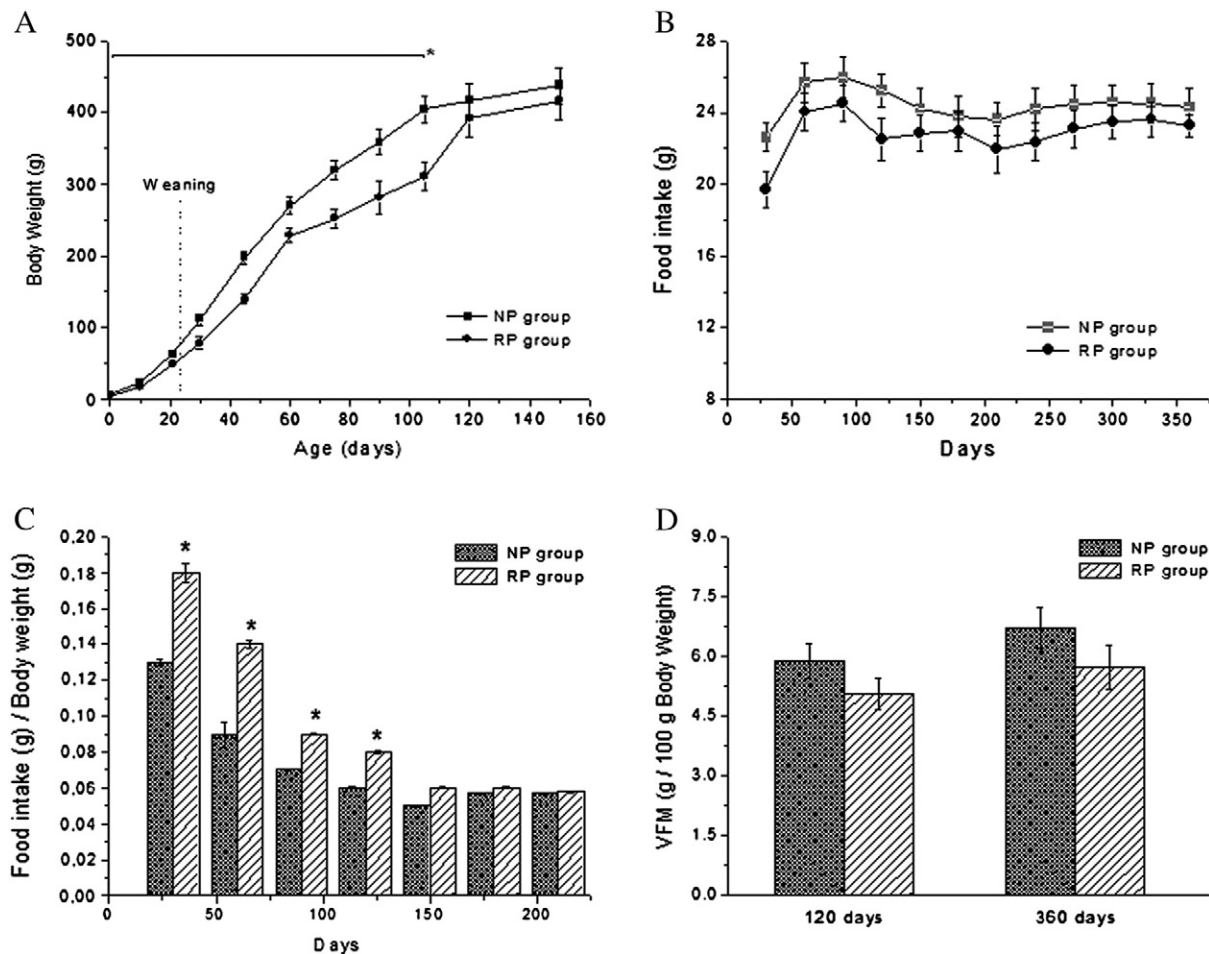 A
500
400
300
200
100
0
Body Weight (g)
*
Weaning
NP group
RP group
0 20 40 60 80 100 120 140 160
Age (days)
B
28
24
20
16
12
8
Food intake (g)
NP group
RP group
0 50 100 150 200 250 300 350
Days
C
0,20
0,18
0,16
0,14
0,12
0,10
0,08
0.06
0.04
0.02
0.00
Food intake (g) / Body weight (g)
* * * *
NP group
RP group
0 50 100 150 200
Days
D
9.0
7.5
6.0
4.5
3.0
1.5
0.0
VFM (g / 100 g Body Weight)
NP group
RP group
120 days 360 days